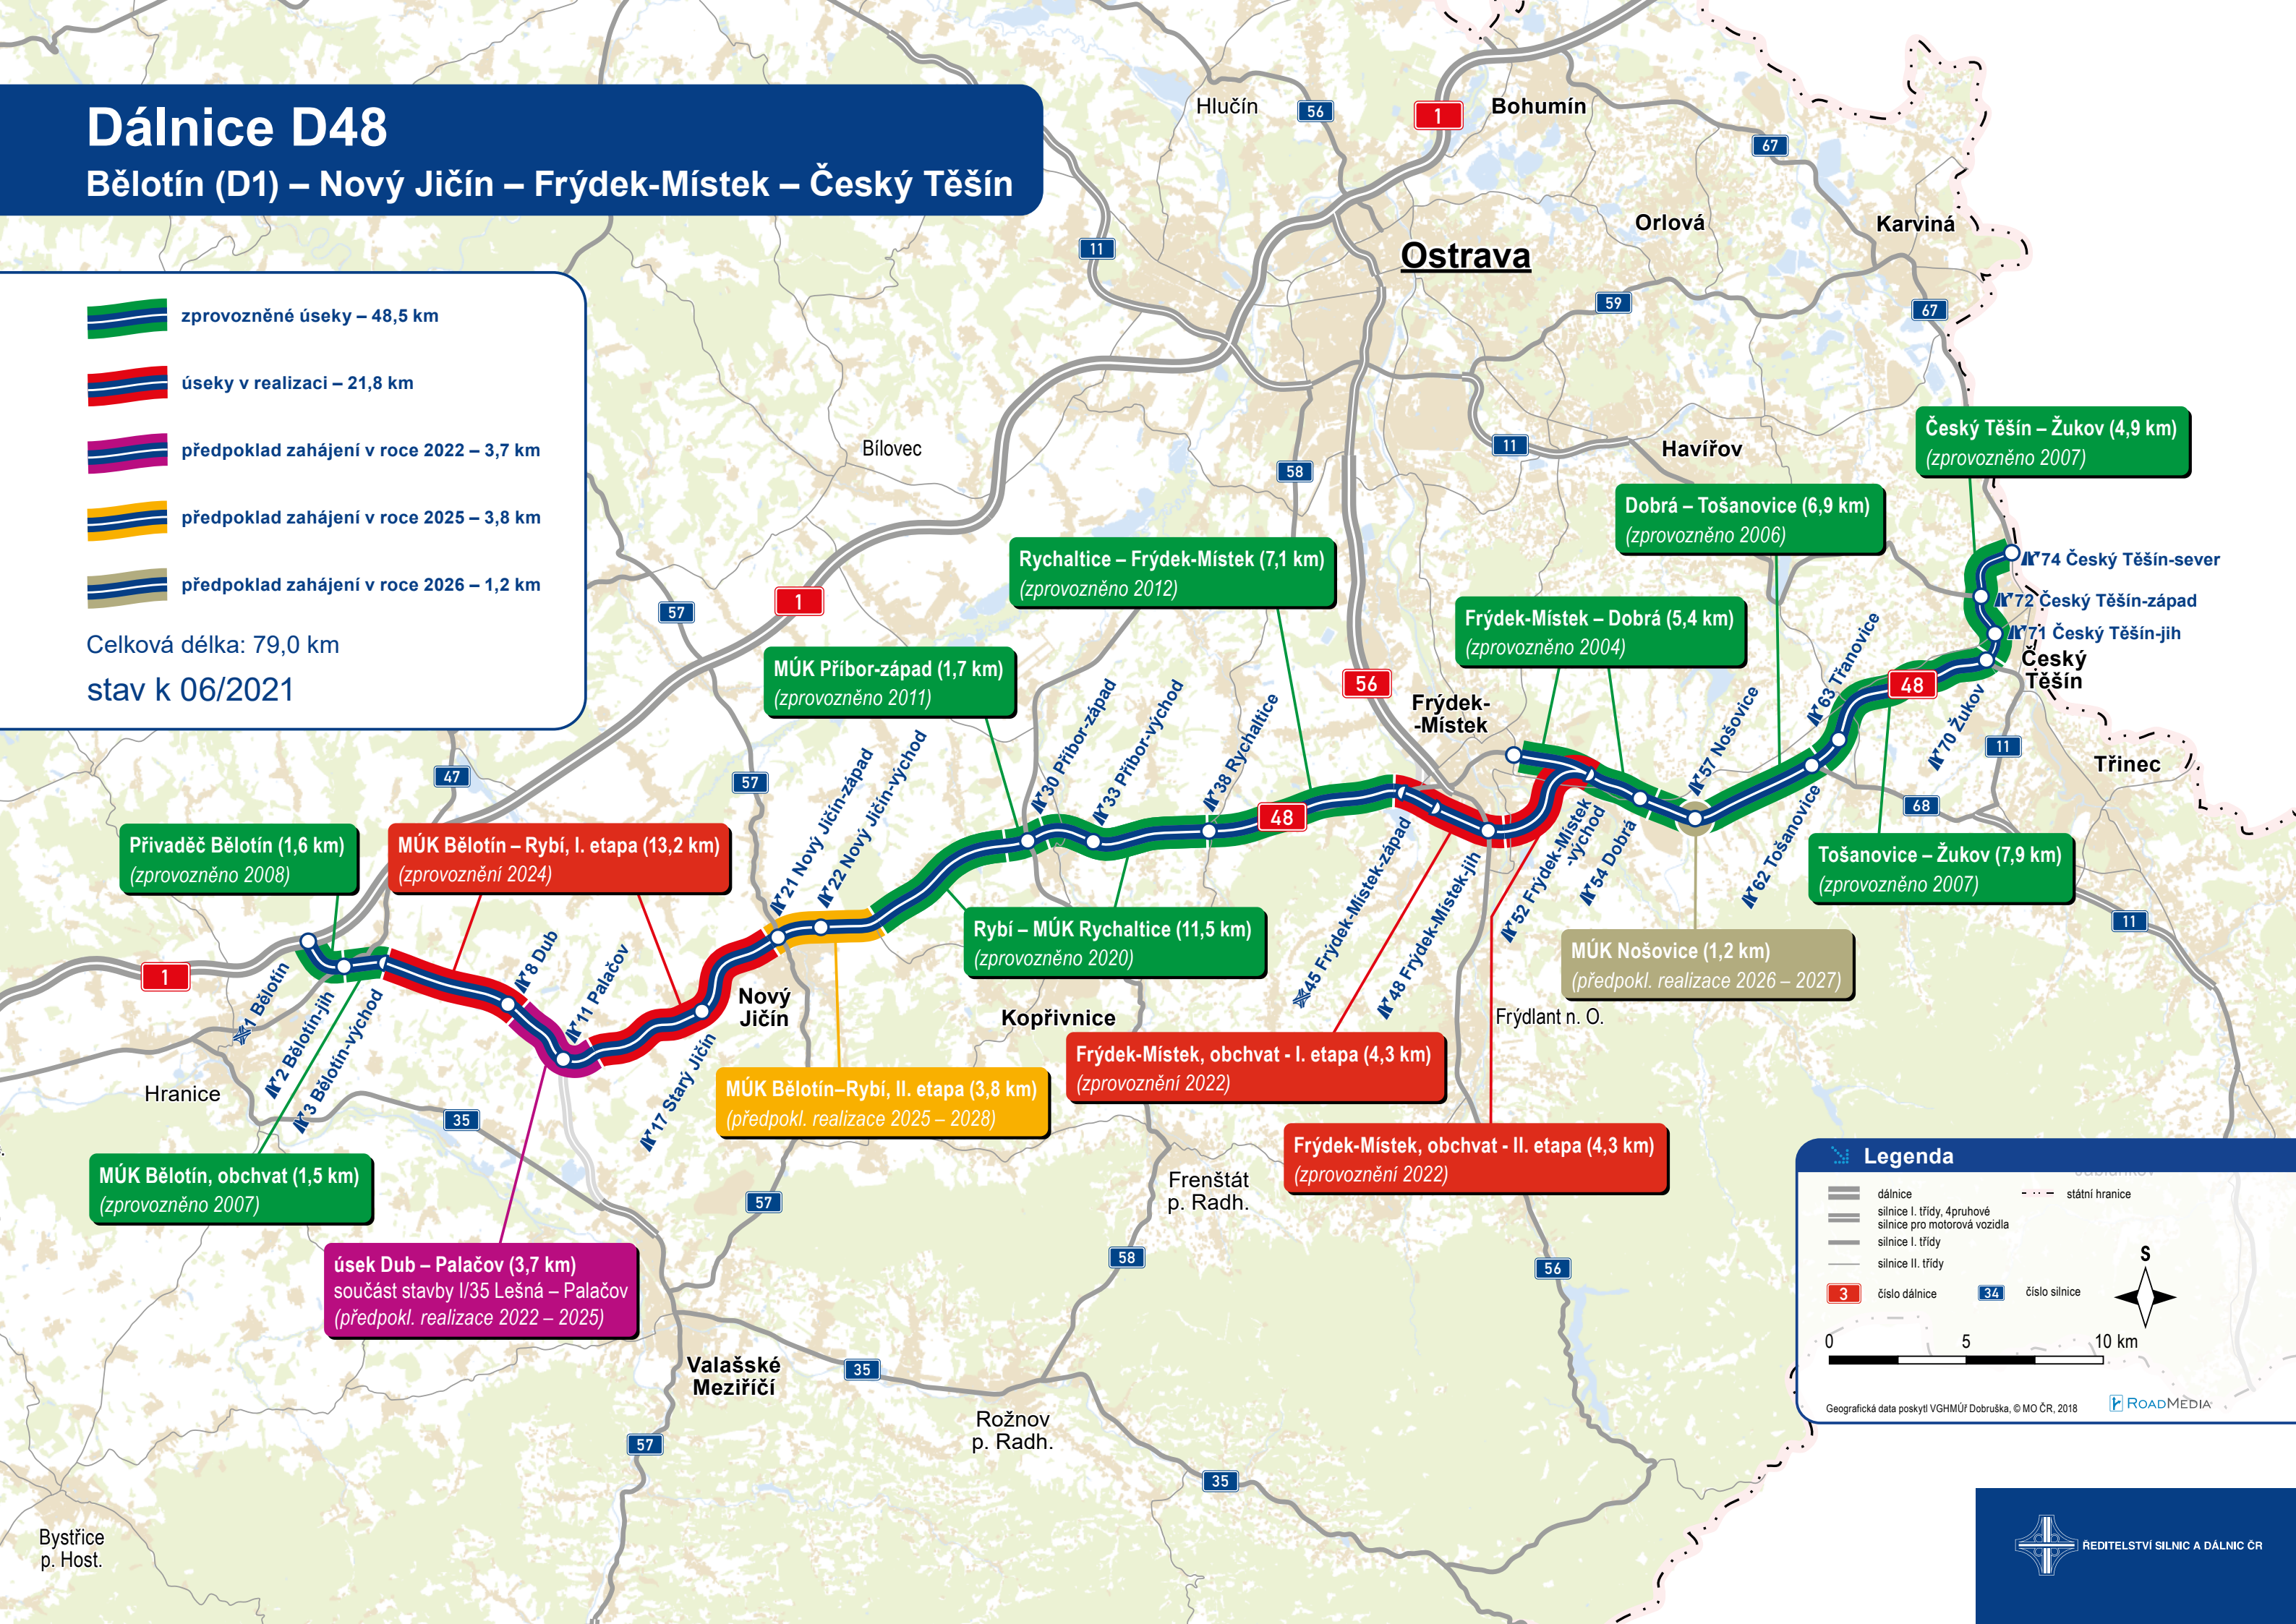 Dálnice D48
Bělotín (D1) – Nový Jičín – Frýdek-Místek – Český Těšín
zprovozněné úseky – 48,5 km
úseky v realizaci – 21,8 km
předpoklad zahájení v roce 2022 – 3,7 km
předpoklad zahájení v roce 2025 – 3,8 km
předpoklad zahájení v roce 2026 – 1,2 km
Celková délka: 79,0 km
stav k 06/2021
Hlučín
56
1
Bohumín
67
11
Ostrava
Orlová
Karviná
59
67
Bílovec
58
11
Havířov
Český Těšín – Žukov (4,9 km)
(zprovozněno 2007)
Dobrá – Tošanovice (6,9 km)
(zprovozněno 2006)
Rychaltice – Frýdek-Místek (7,1 km)
(zprovozněno 2012)
74 Český Těšín-sever
72 Český Těšín-západ
71 Český Těšín-jih
Český
Těšín
1
57
Frýdek-Místek – Dobrá (5,4 km)
(zprovozněno 2004)
MÚK Příbor-západ (1,7 km)
(zprovozněno 2011)
56
Frýdek-
-Místek
48
63 Třanovice
57 Nošovice
70 Žukov
11
Třinec
47
57
21 Nový Jičín-západ
22 Nový Jičín-východ
30 Příbor-západ
33 Příbor-východ
38 Rychaltice
48
68
Přivaděč Bělotín (1,6 km)
(zprovozněno 2008)
MÚK Bělotín – Rybí, I. etapa (13,2 km)
(zprovoznění 2024)
Tošanovice – Žukov (7,9 km)
(zprovozněno 2007)
Rybí – MÚK Rychaltice (11,5 km)
(zprovozněno 2020)
45 Frýdek-Místek-západ
48 Frýdek-Místek-jih
52 Frýdek-Místek
-východ
54 Dobrá
62 Tošanovice
11
MÚK Nošovice (1,2 km)
(předpokl. realizace 2026 – 2027)
1
1 Bělotín
2 Bělotín-jih
3 Bělotín-východ
8 Dub
11 Palačov
17 Starý Jičín
Nový
Jičín
Kopřivnice
Frýdlant n. O.
Hranice
35
Frýdek-Místek, obchvat - I. etapa (4,3 km)
(zprovoznění 2022)
MÚK Bělotín–Rybí, II. etapa (3,8 km)
(předpokl. realizace 2025 – 2028)
Frýdek-Místek, obchvat - II. etapa (4,3 km)
(zprovoznění 2022)
MÚK Bělotín, obchvat (1,5 km)
(zprovozněno 2007)
57
Frenštát
p. Radh.
58
56
úsek Dub – Palačov (3,7 km)
součást stavby I/35 Lešná – Palačov
(předpokl. realizace 2022 – 2025)
Valašské
Meziříčí
35
Rožnov
p. Radh.
57
35
Bystřice
p. Host.
Legenda
dálnice
státní hranice
silnice I. třídy, 4pruhové
silnice pro motorová vozidla
silnice I. třídy
silnice II. třídy
3
číslo dálnice
34
číslo silnice
S
0 5 10 km
Geografická data poskytl VGHMÚř Dobruška, © MO ČR, 2018
ROADMEDIA
ŘEDITELSTVÍ SILNIC A DÁLNIC ČR